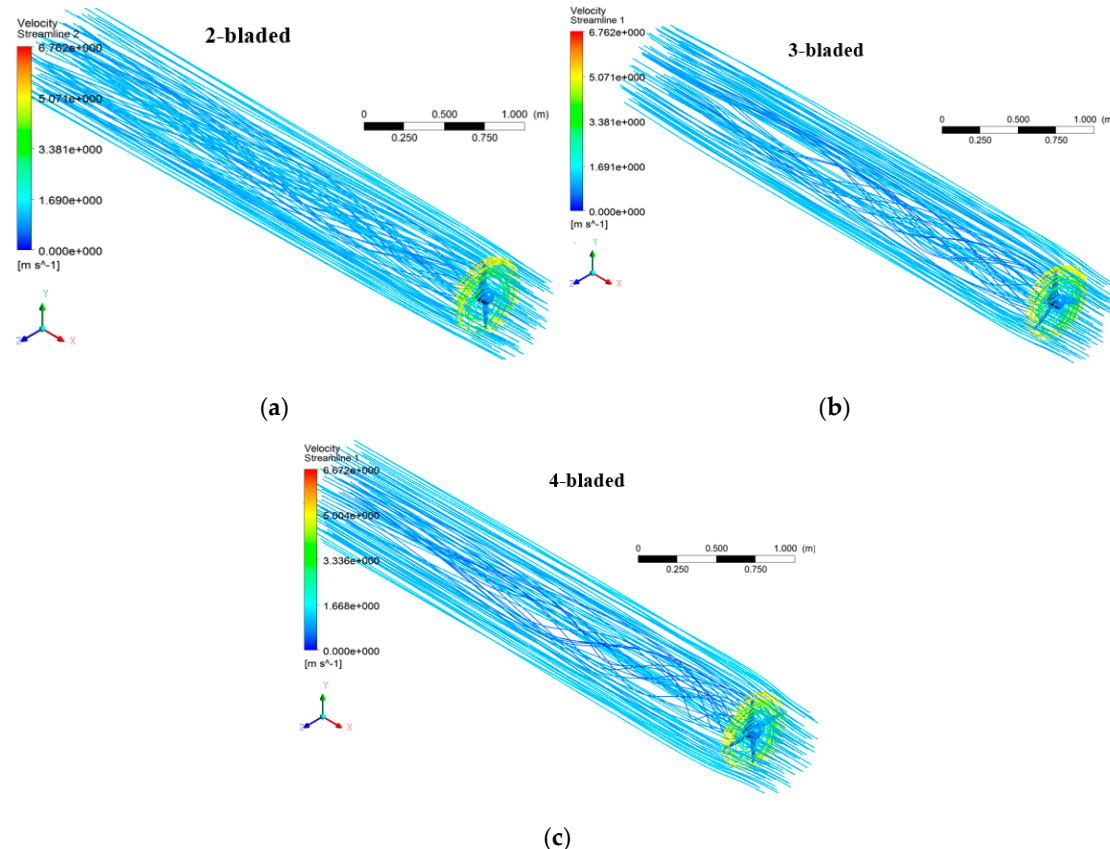 Velocity
Streamline 2
6.762e+000
5.071e+000
3.381e+000
1.690e+000
0.000e+000
[m s^-1]
2-bladed
0 0.500 1.000 (m)
0.250 0.750
Y
Z X
Velocity
Streamline 1
6.762e+000
5.071e+000
3.381e+000
1.691e+000
0.000e+000
[m s^-1]
3-bladed
0 0.500 1.000 (m
0.250 0.750
Y
Z X
(a)
(b)
Velocity
Streamline 1
6.672e+000
5.004e+000
3.336e+000
1.668e+000
0.000e+000
[m s^-1]
4-bladed
0 0.500 1.000 (m)
0.250 0.750
Y
Z X
(c)